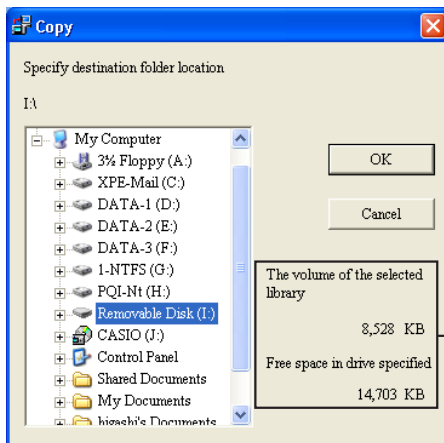 Copy
Specify destination folder location
I:\
My Computer
3½ Floppy (A:)
XPE-Mail (C:)
DATA-1 (D:)
DATA-2 (E:)
DATA-3 (F:)
1-NTFS (G:)
PQI-Nt (H:)
Removable Disk (I:)
CASIO (J:)
Control Panel
Shared Documents
My Documents
higashi's Documents
OK
Cancel
The volume of the selected
library
8,528 KB
Free space in drive specified
14,703 KB